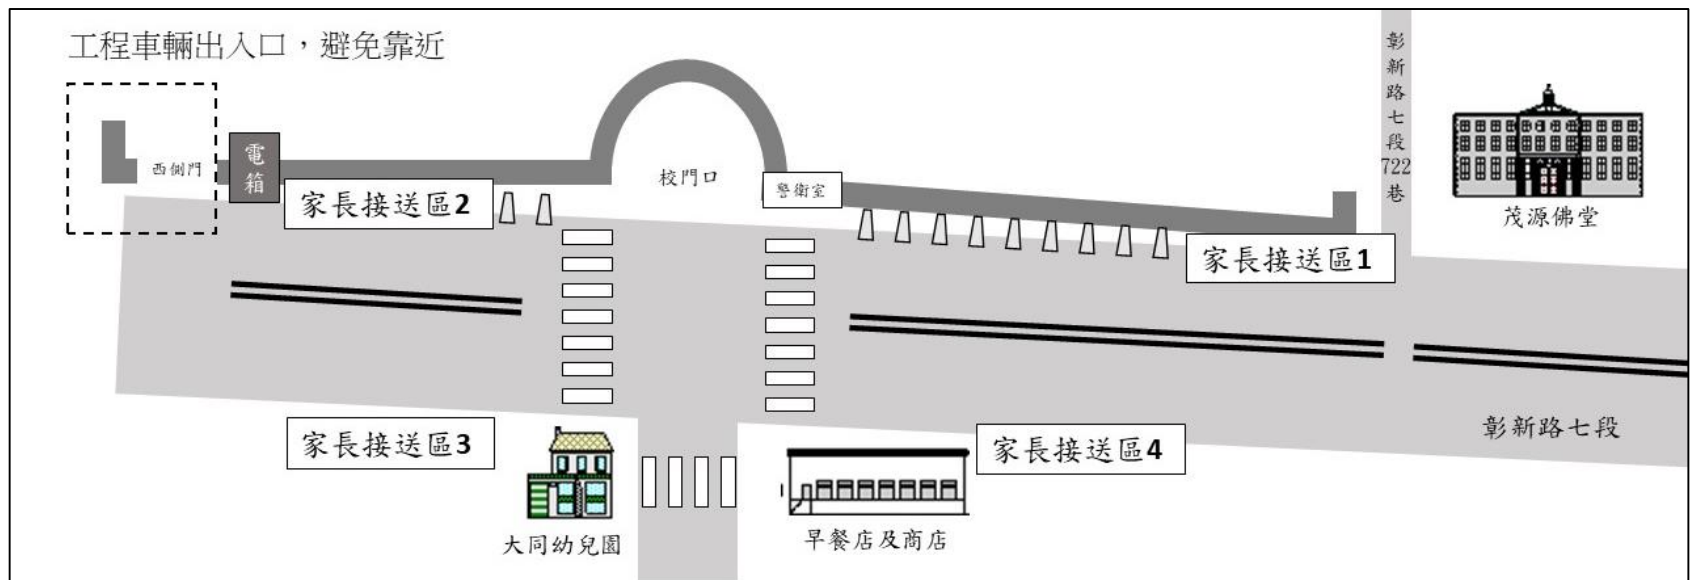 工程車輛出入口，避免靠近
西側門
電箱
家長接送區2
校門口
警衛室
家長接送區1
彰新路七段722巷
茂源佛堂
彰新路七段
家長接送區3
大同幼兒園
早餐店及商店
家長接送區4